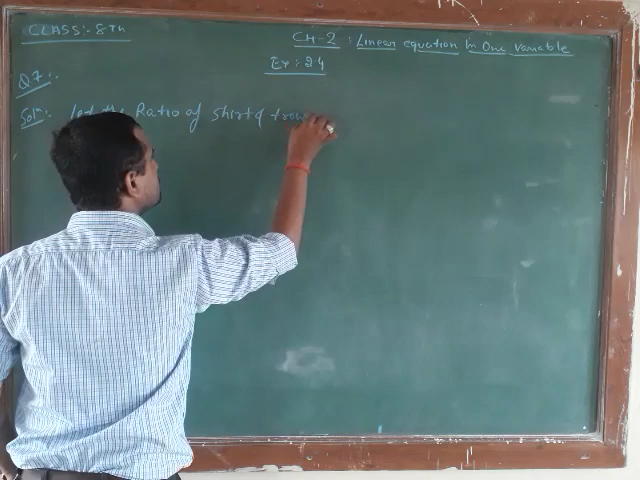 CLASS:- 8Th
CH-2 : Linear equation In One Variable
Ex:- 2.4
Q7:-
Soln:- let the Ratio of Shirt & trou